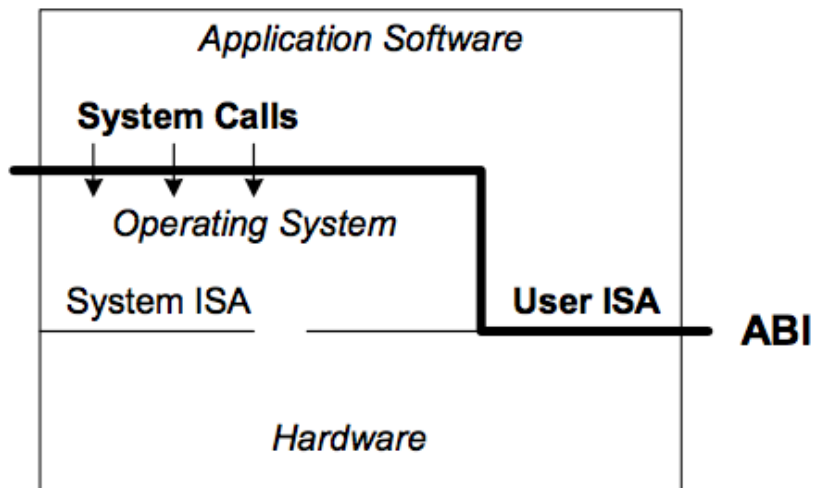 Application Software
System Calls
Operating System
System ISA
User ISA
ABI
Hardware